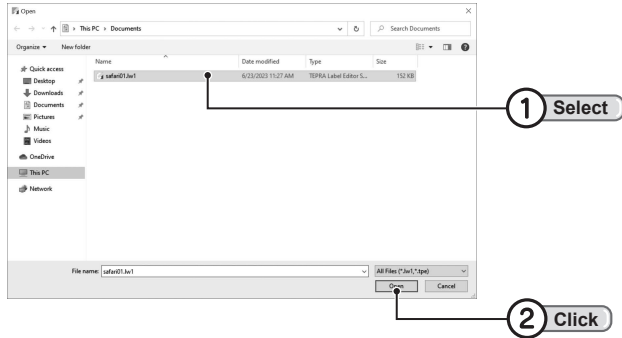 Open
This PC > Documents
Search Documents
Organize
New folder
Name
Date modified
Type
Size
Quick access
Desktop
Downloads
Documents
Pictures
Music
Videos
OneDrive
This PC
Network
safari01.lw1
6/23/2023 11:27 AM
TEPRA Label Editor S...
152 KB
1 Select
File name: safari01.lw1
All Files (*.lw1,*.tpe)
Open
Cancel
2 Click